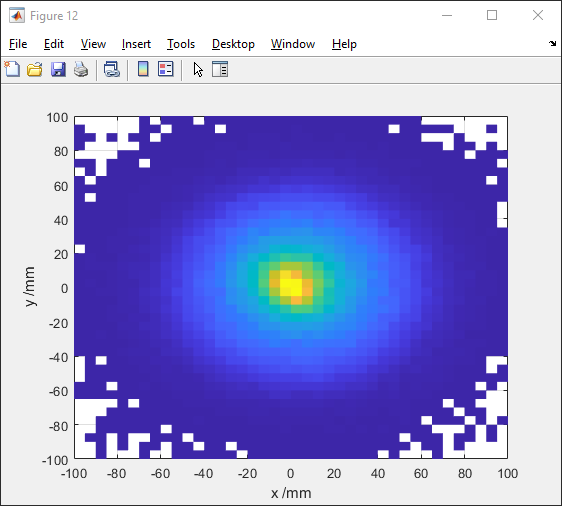 Figure 12
File Edit View Insert Tools Desktop Window Help
100
80
60
40
20
0
-20
-40
-60
-80
-100
y /mm
-100 -80 -60 -40 -20 0 20 40 60 80 100
x /mm